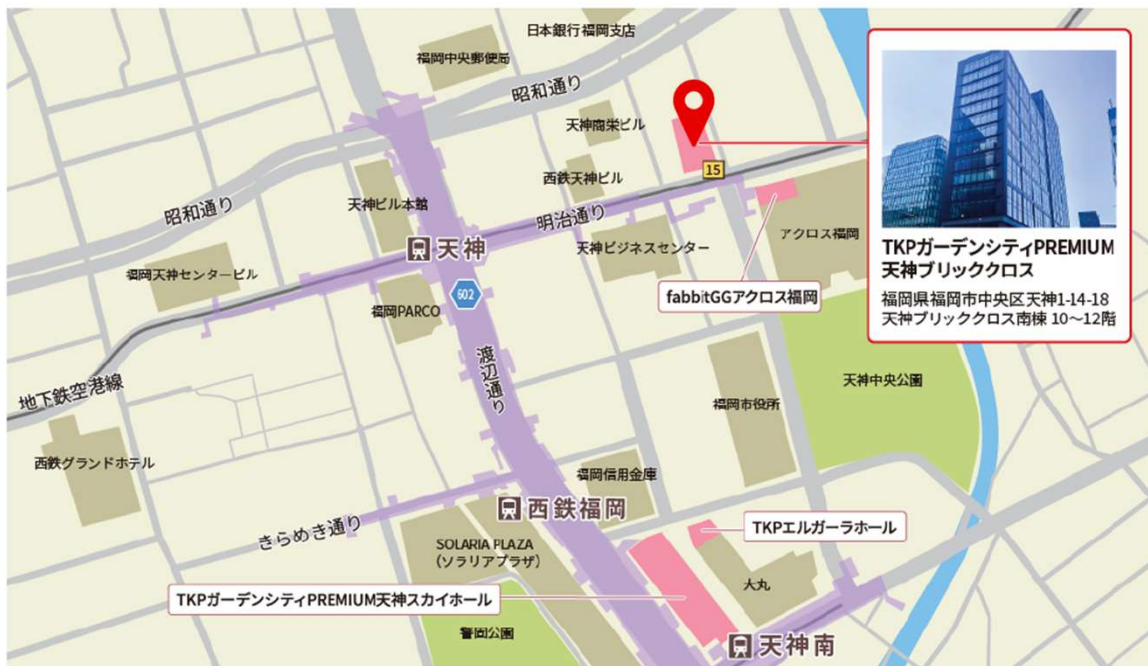 日本銀行福岡支店
福岡中央郵便局
昭和通り
天神商栄ビル
15
西鉄天神ビル
昭和通り
天神ビル本館
明治通り
アクロス福岡
天神
天神ビジネスセンター
福岡天神センタービル
602
fabbitGGアクロス福岡
福岡PARCO
TKPガーデンシティPREMIUM
天神ブリッククロス
福岡県福岡市中央区天神1-14-18
天神ブリッククロス南棟 10～12階
渡辺通り
地下鉄空港線
天神中央公園
福岡市役所
西鉄グランドホテル
福岡信用金庫
西鉄福岡
きらめき通り
TKPエルガーラホール
SOLARIA PLAZA
（ソラリアプラザ）
大丸
TKPガーデンシティPREMIUM天神スカイホール
警固公園
天神南